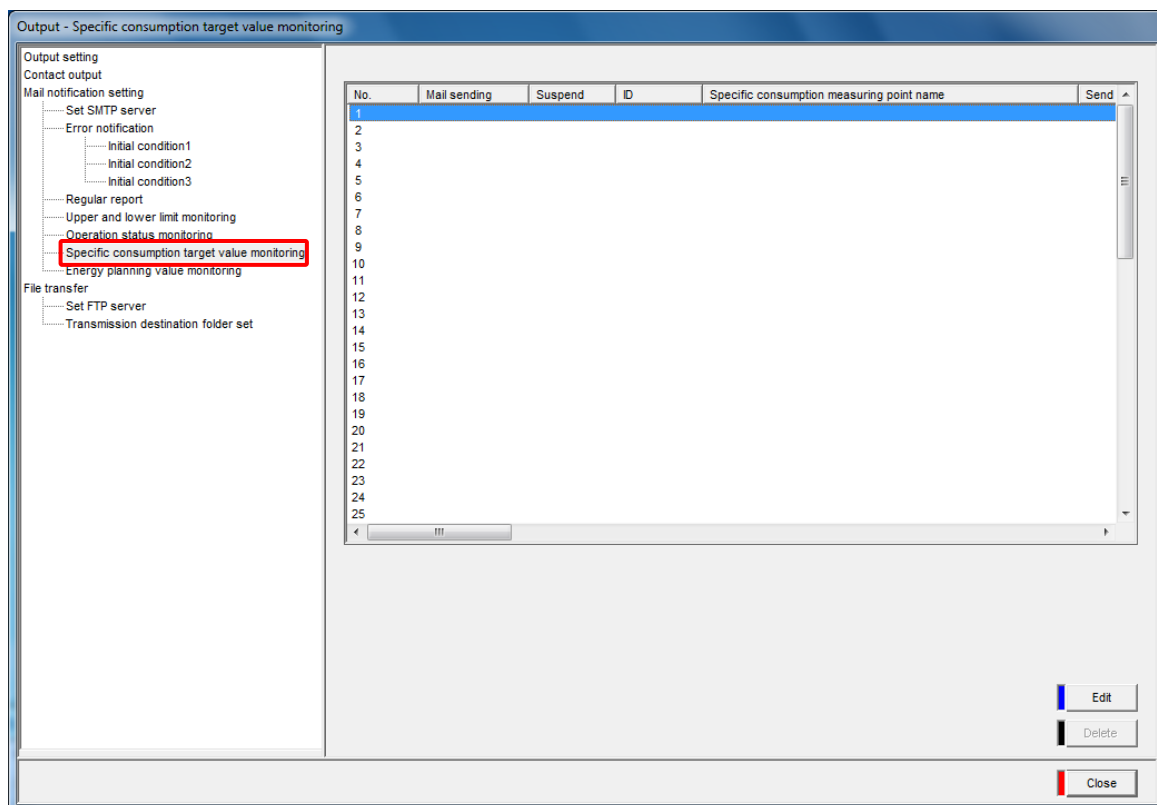 Output - Specific consumption target value monitoring
Output setting
Contact output
Mail notification setting
Set SMTP server
Error notification
Initial condition1
Initial condition2
Initial condition3
Regular report
Upper and lower limit monitoring
Operation status monitoring
Specific consumption target value monitoring
Energy planning value monitoring
File transfer
Set FTP server
Transmission destination folder set
No. Mail sending Suspend ID Specific consumption measuring point name Send
1
2
3
4
5
6
7
8
9
10
11
12
13
14
15
16
17
18
19
20
21
22
23
24
25
Edit
Delete
Close